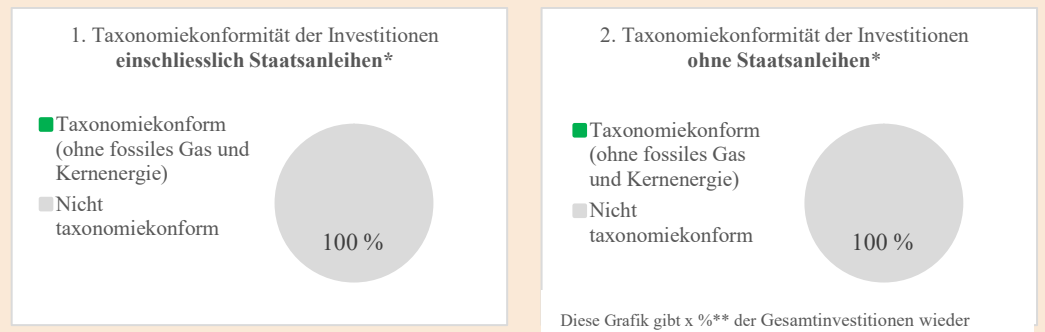 1. Taxonomiekonformität der Investitionen
einschliesslich Staatsanleihen*
Taxonomiekonform
(ohne fossiles Gas und
Kernenergie)
Nicht
taxonomiekonform
100 %
2. Taxonomiekonformität der Investitionen
ohne Staatsanleihen*
Taxonomiekonform
(ohne fossiles Gas
und Kernenergie)
Nicht
taxonomiekonform
100 %
Diese Grafik gibt x %** der Gesamtinvestitionen wieder